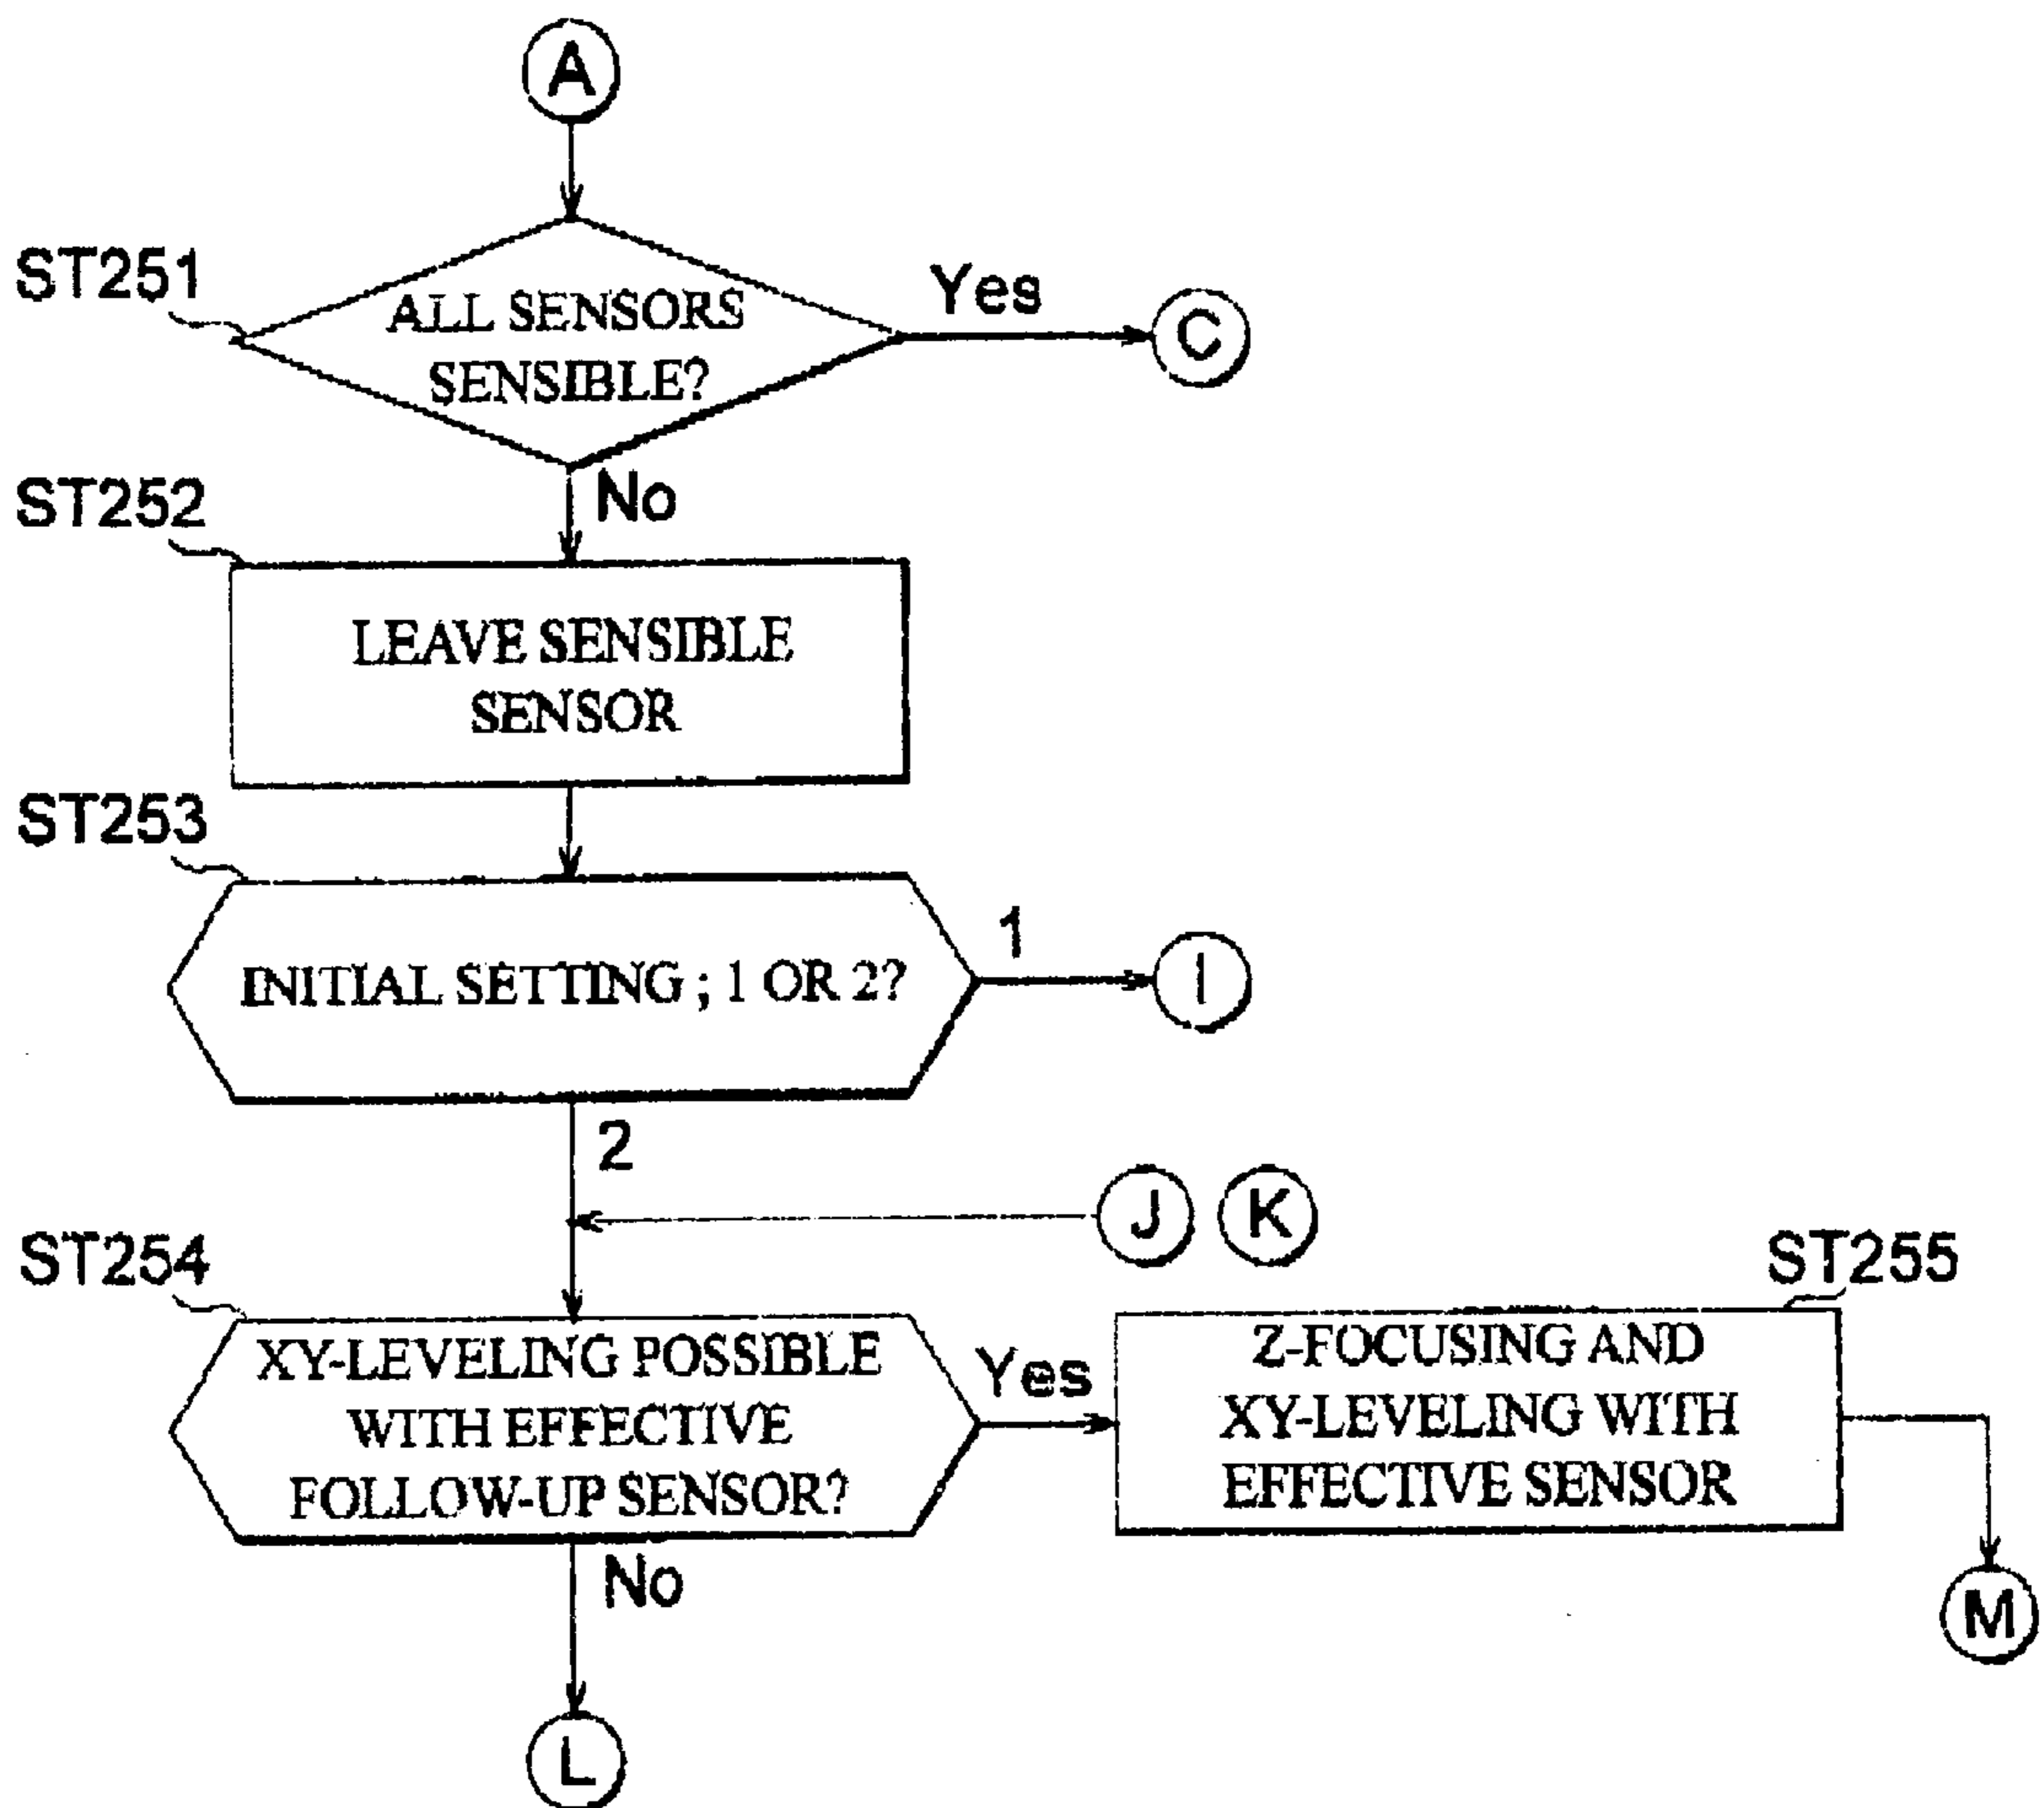 A
ST251
ALL SENSORS
SENSIBLE?
Yes
C
No
ST252
LEAVE SENSIBLE
SENSOR
ST253
INITIAL SETTING ; 1 OR 2?
1
I
2
J K
ST254
XY-LEVELING POSSIBLE
WITH EFFECTIVE
FOLLOW-UP SENSOR?
Yes
ST255
Z-FOCUSING AND
XY-LEVELING WITH
EFFECTIVE SENSOR
No
M
L